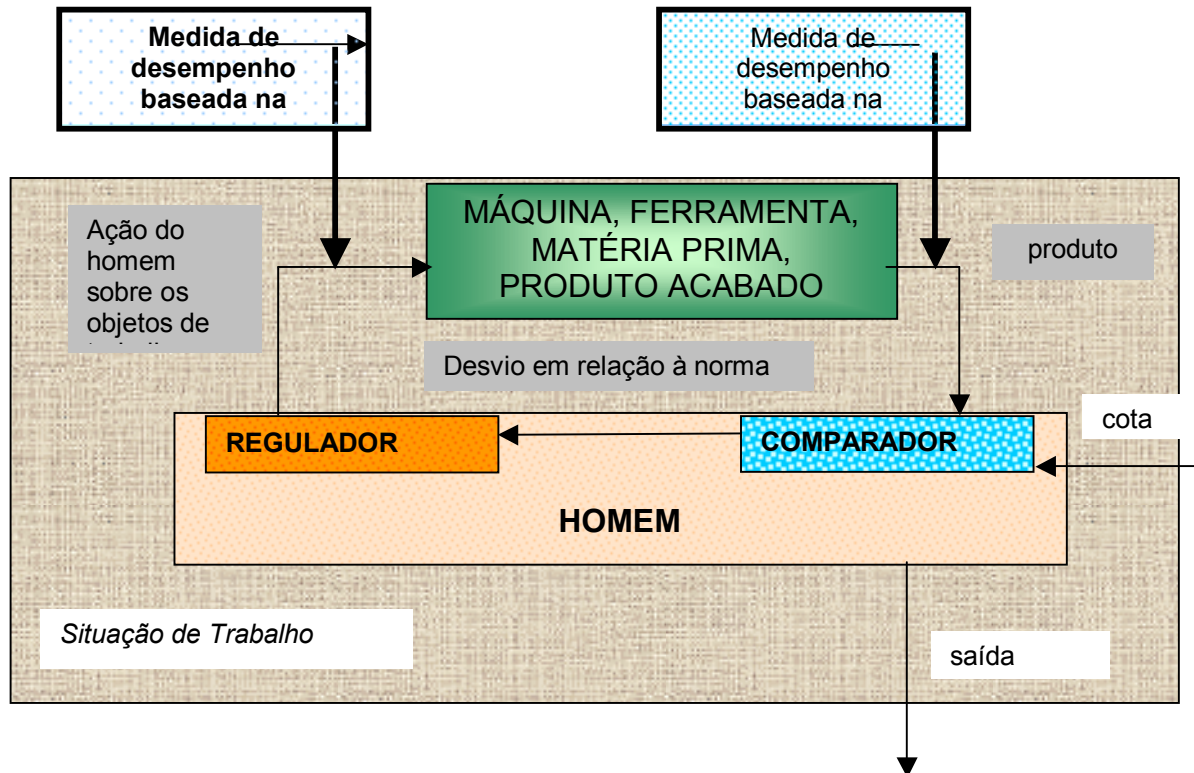 Medida de
desempenho
baseada na
Medida de
desempenho
baseada na
Ação do
homem
sobre os
objetos de
MÁQUINA, FERRAMENTA,
MATÉRIA PRIMA,
PRODUTO ACABADO
produto
Desvio em relação à norma
cota
REGULADOR
COMPARADOR
HOMEM
Situação de Trabalho
saída